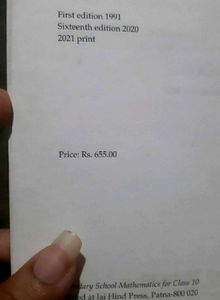 First edition 1991
Sixteenth edition 2020
2021 print
Price: Rs. 655.00
School Mathematics for Class 10
at Jai Hind Press, Patna-800 020